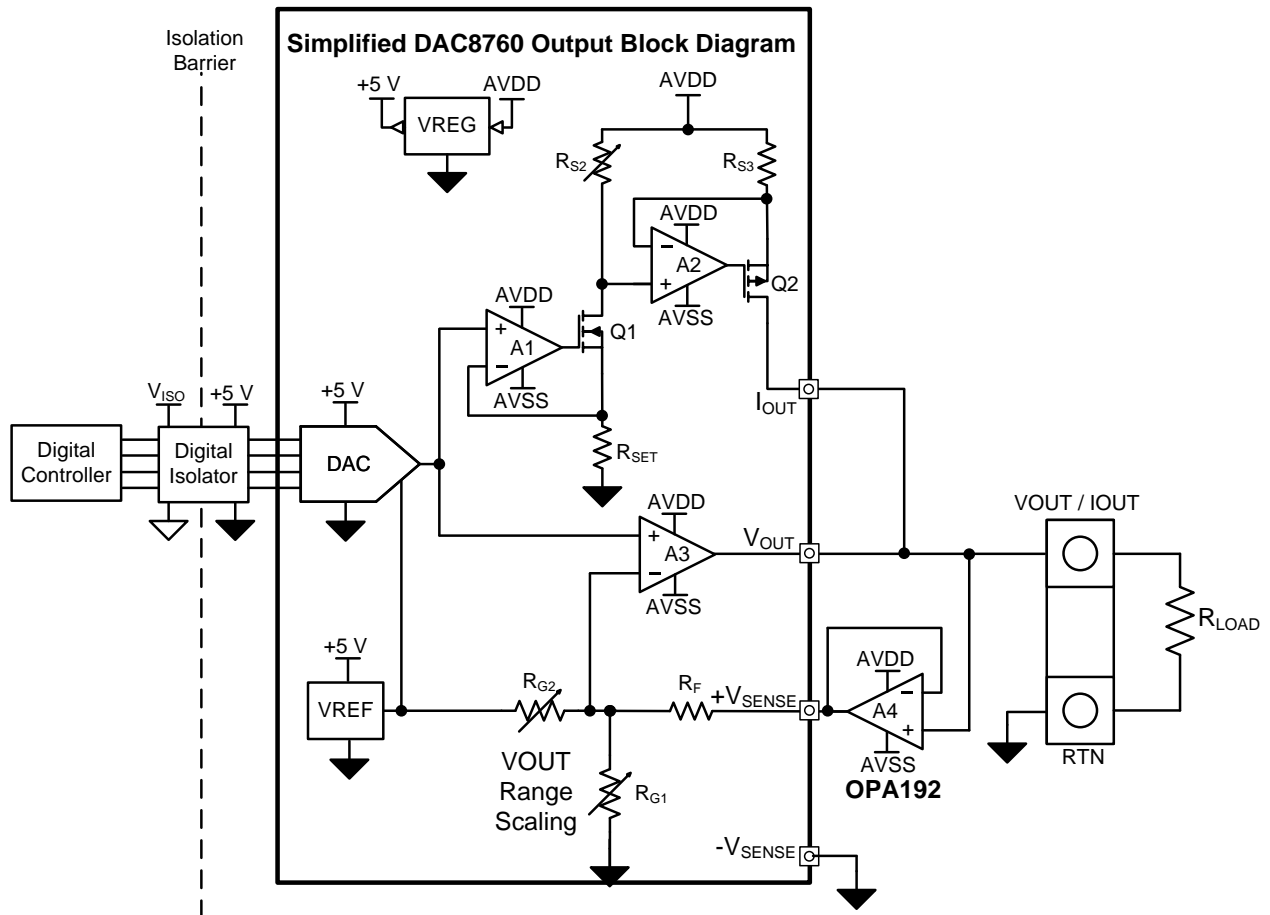 Isolation
Barrier
Simplified DAC8760 Output Block Diagram
+5 V
AVDD
VREG
AVDD
RS2
RS3
AVDD
A2
AVSS
Q2
AVDD
A1
AVSS
Q1
IOUT
RSET
VISO
+5 V
+5 V
Digital
Controller
Digital
Isolator
DAC
AVDD
A3
AVSS
VOUT
VOUT / IOUT
RLOAD
+5 V
VREF
RG2
RF
+VSENSE
AVDD
A4
AVSS
OPA192
RTN
VOUT
Range
Scaling
RG1
-VSENSE